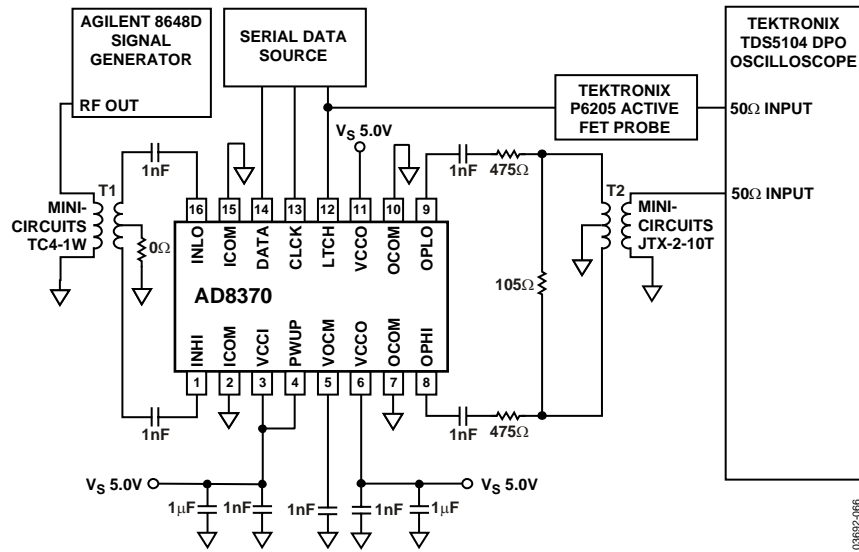 AGILENT 8648D
SIGNAL
GENERATOR
RF OUT
SERIAL DATA
SOURCE
TEKTRONIX
TDS5104 DPO
OSCILLOSCOPE
50Ω INPUT
50Ω INPUT
TEKTRONIX
P6205 ACTIVE
FET PROBE
VS 5.0V
1nF
1nF
475Ω
T1
MINI-
CIRCUITS
TC4-1W
0Ω
T2
MINI-
CIRCUITS
JTX-2-10T
105Ω
16 15 14 13 12 11 10 9
INLO ICOM DATA CLCK LTCH VCCO OCOM OPLO
AD8370
INHI ICOM VCCI PWUP VOCM VCCO OCOM OPHI
1 2 3 4 5 6 7 8
1nF
1nF
475Ω
VS 5.0V
VS 5.0V
1µF
1nF
1nF
1nF
1µF
03692-066